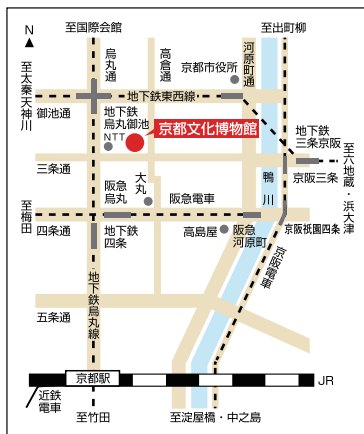 至国際会館
至出町柳
N
烏丸通
高倉通
河原町通
京都市役所
至太秦天神川
地下鉄東西線
御池通
地下鉄
烏丸御池
NTT
京都文化博物館
地下鉄
三条京阪
三条通
鴨川
京阪三条
至六地蔵・浜大津
阪急
烏丸
大丸
阪急電車
至梅田
四条通
地下鉄
四条
高島屋
阪急
河原町
京阪祇園四条
京阪電車
地下鉄烏丸線
五条通
京都駅
JR
近鉄
電車
至竹田
至淀屋橋・中之島